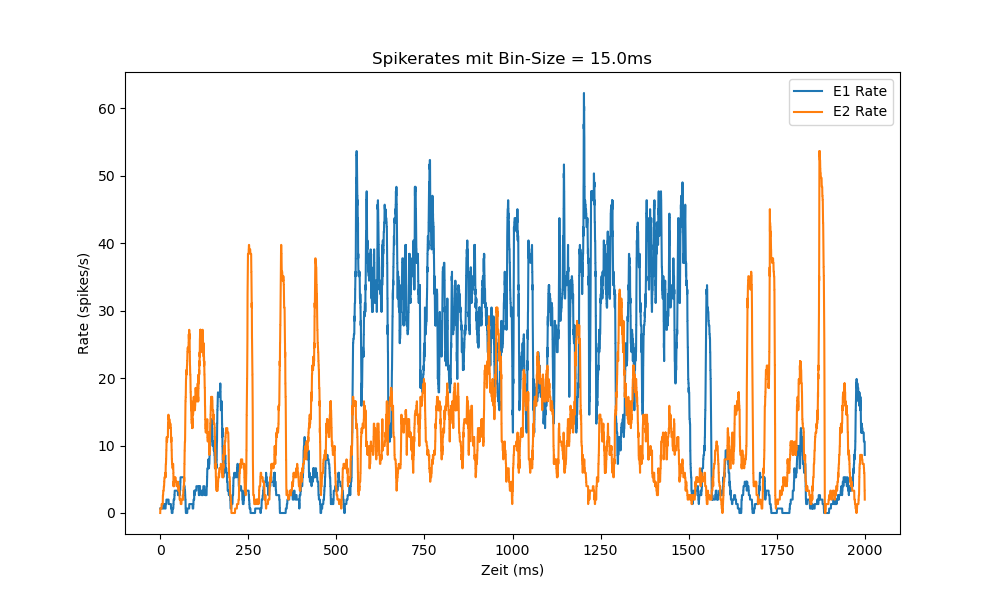 Spikerates mit Bin-Size = 15.0ms
E1 Rate
E2 Rate
Rate (spikes/s)
60
50
40
30
20
10
0
0 250 500 750 1000 1250 1500 1750 2000
Zeit (ms)